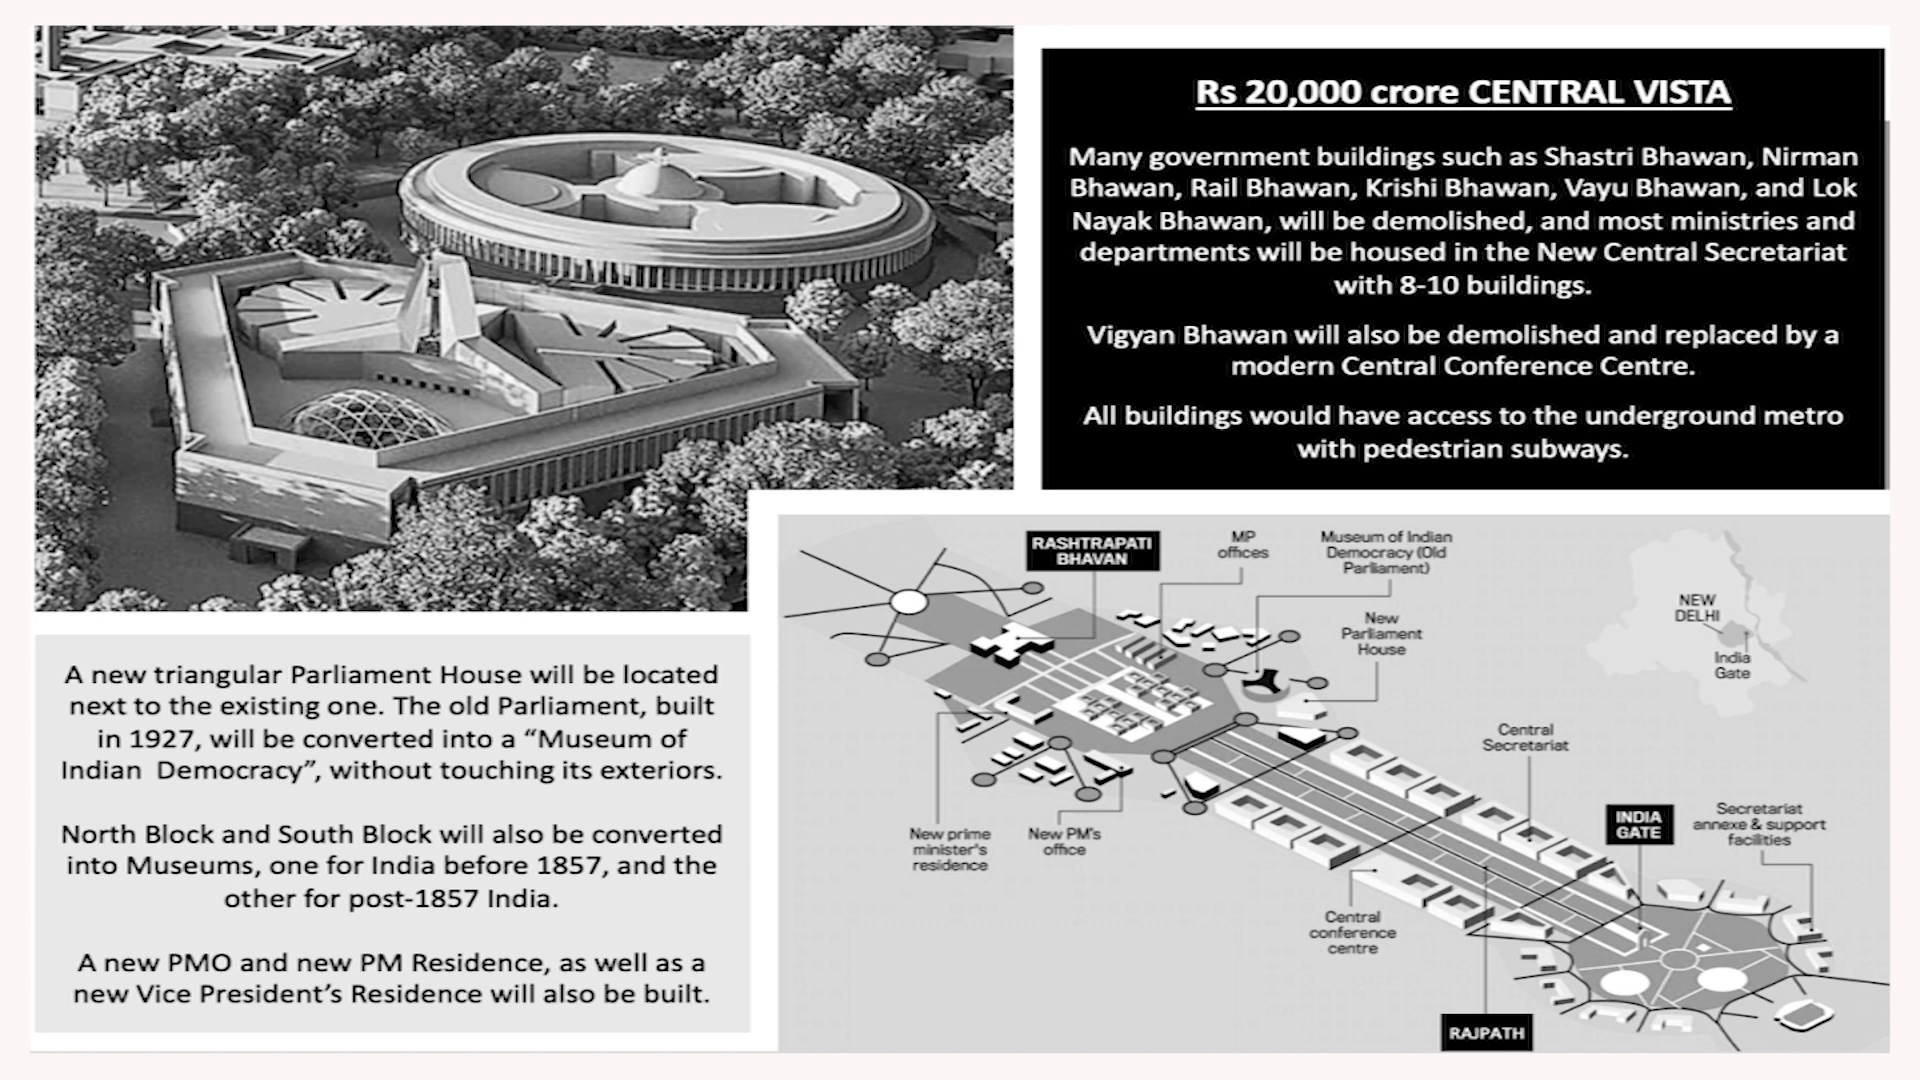 Rs 20,000 crore CENTRAL VISTA
Many government buildings such as Shastri Bhawan, Nirman
Bhawan, Rail Bhawan, Krishi Bhawan, Vayu Bhawan, and Lok
Nayak Bhawan, will be demolished, and most ministries and
departments will be housed in the New Central Secretariat
with 8-10 buildings.
Vigyan Bhawan will also be demolished and replaced by a
modern Central Conference Centre.
All buildings would have access to the underground metro
with pedestrian subways.
A new triangular Parliament House will be located
next to the existing one. The old Parliament, built
in 1927, will be converted into a “Museum of
Indian Democracy”, without touching its exteriors.
North Block and South Block will also be converted
into Museums, one for India before 1857, and the
other for post-1857 India.
A new PMO and new PM Residence, as well as a
new Vice President’s Residence will also be built.
RASHTRAPATI
BHAVAN
MP
offices
Museum of Indian
Democracy (Old
Parliament)
New
Parliament
House
NEW
DELHI
India
Gate
Central
Secretariat
INDIA
GATE
Secretariat
annexe & support
facilities
New prime
minister's
residence
New PM's
office
Central
conference
centre
RAJPATH